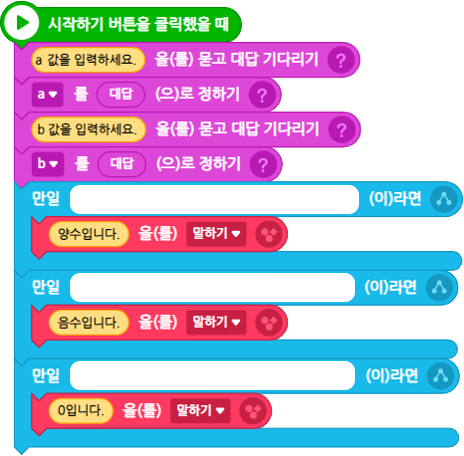 시작하기 버튼을 클릭했을 때
a 값을 입력하세요. 을(를) 묻고 대답 기다리기 ?
a 를 대답 (으)로 정하기 ?
b 값을 입력하세요. 을(를) 묻고 대답 기다리기 ?
b 를 대답 (으)로 정하기 ?
만일 (이)라면
양수입니다. 을(를) 말하기
만일 (이)라면
음수입니다. 을(를) 말하기
만일 (이)라면
0입니다. 을(를) 말하기